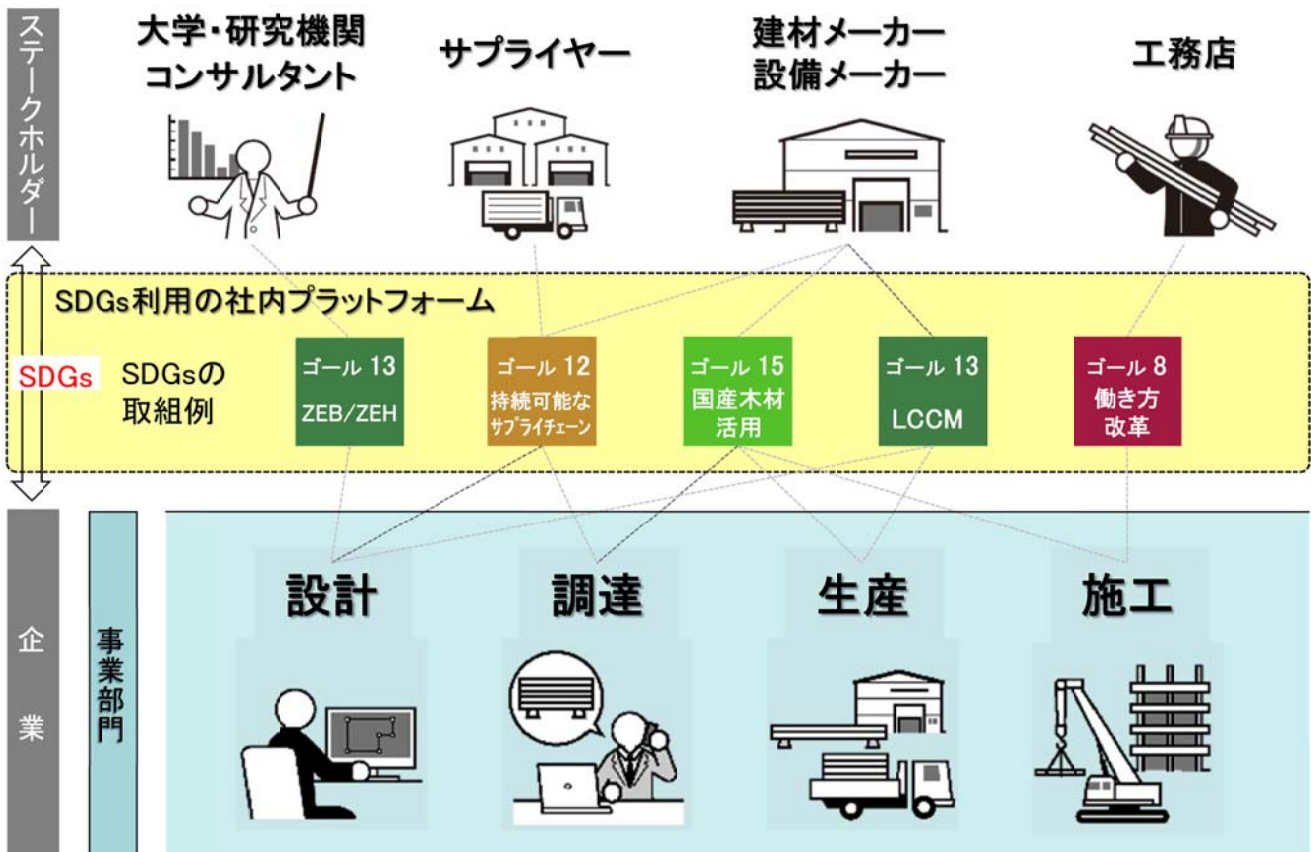 ステークホルダー
大学・研究機関
コンサルタント
サプライヤー
建材メーカー
設備メーカー
工務店
SDGs利用の社内プラットフォーム
SDGs
SDGsの
取組例
ゴール 13
ZEB/ZEH
ゴール 12
持続可能な
サプライチェーン
ゴール 15
国産木材
活用
ゴール 13
LCCM
ゴール 8
働き方
改革
企業
事業部門
設計
調達
生産
施工